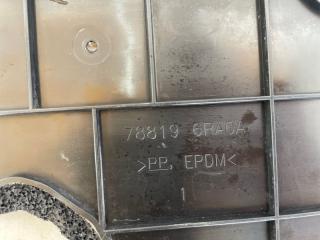 78819 6RA0A
>PP, EPDM<
1